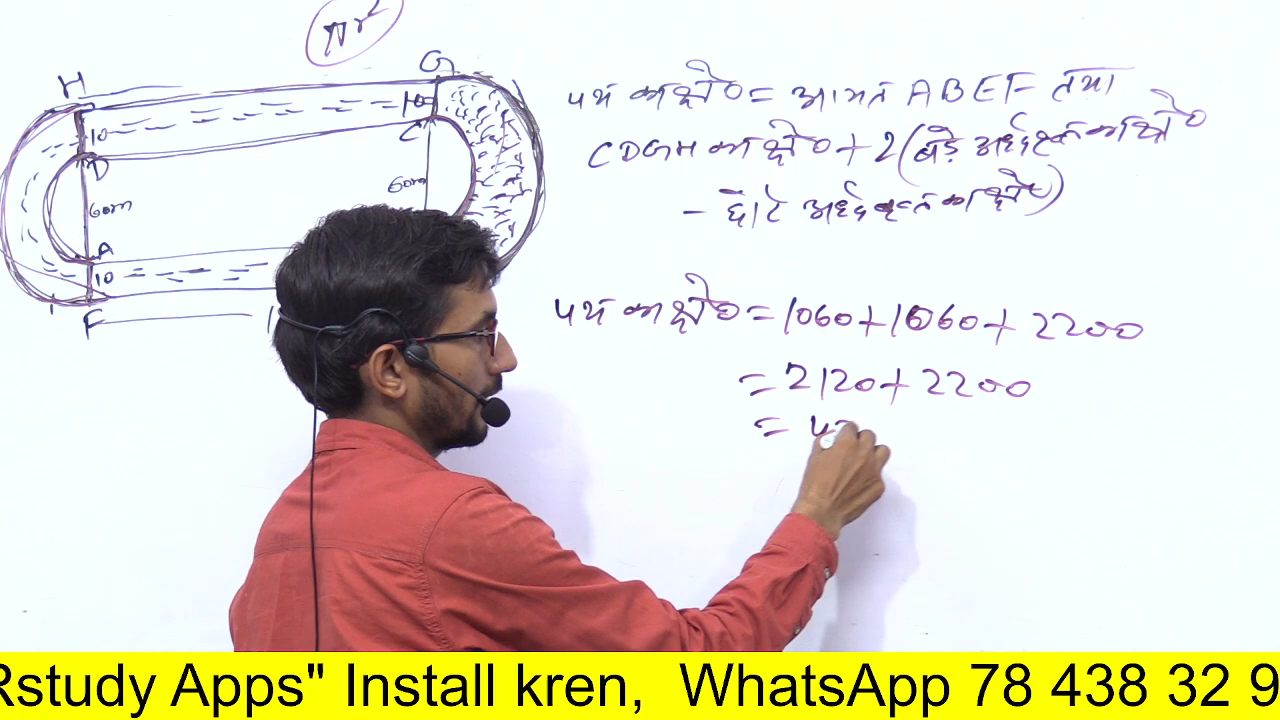 πr²
H G
10 10
D C
60m 60m
A
10
F
पथ का क्षे० = आयत ABEF तथा
CDGH का क्षे० + 2(बड़े अर्धवृत्त का क्षे०
- छोटे अर्धवृत्त का क्षे०)
पथ का क्षे० = 1060 + 1060 + 2200
= 2120 + 2200
= 43
Rstudy Apps" Install kren, WhatsApp 78 438 32 9